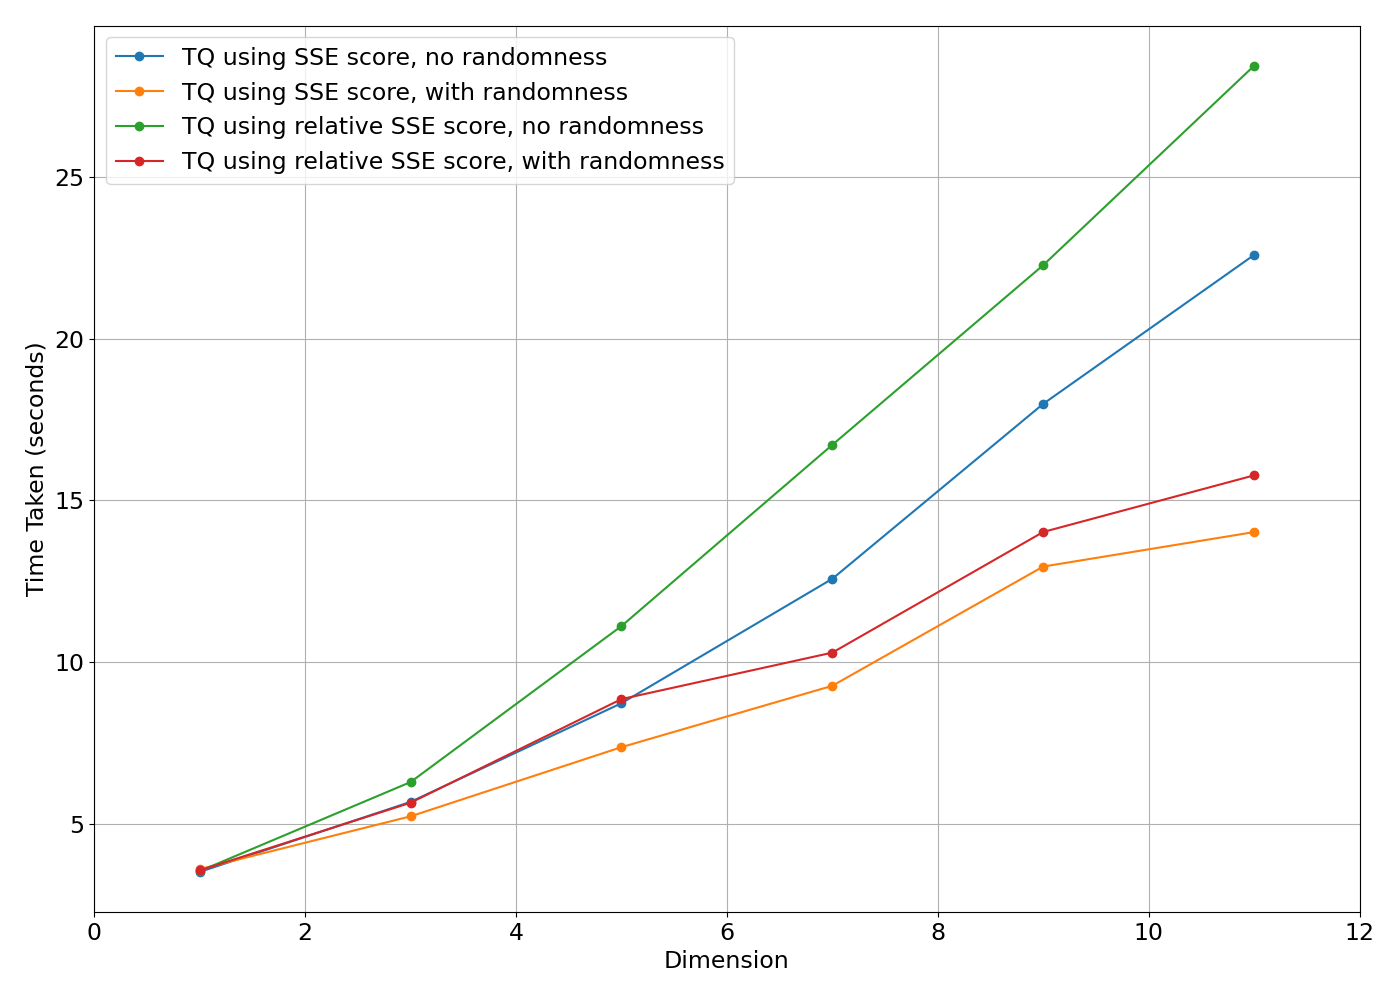 TQ using SSE score, no randomness
TQ using SSE score, with randomness
TQ using relative SSE score, no randomness
TQ using relative SSE score, with randomness
25
20
15
10
5
Time Taken (seconds)
0 2 4 6 8 10 12
Dimension